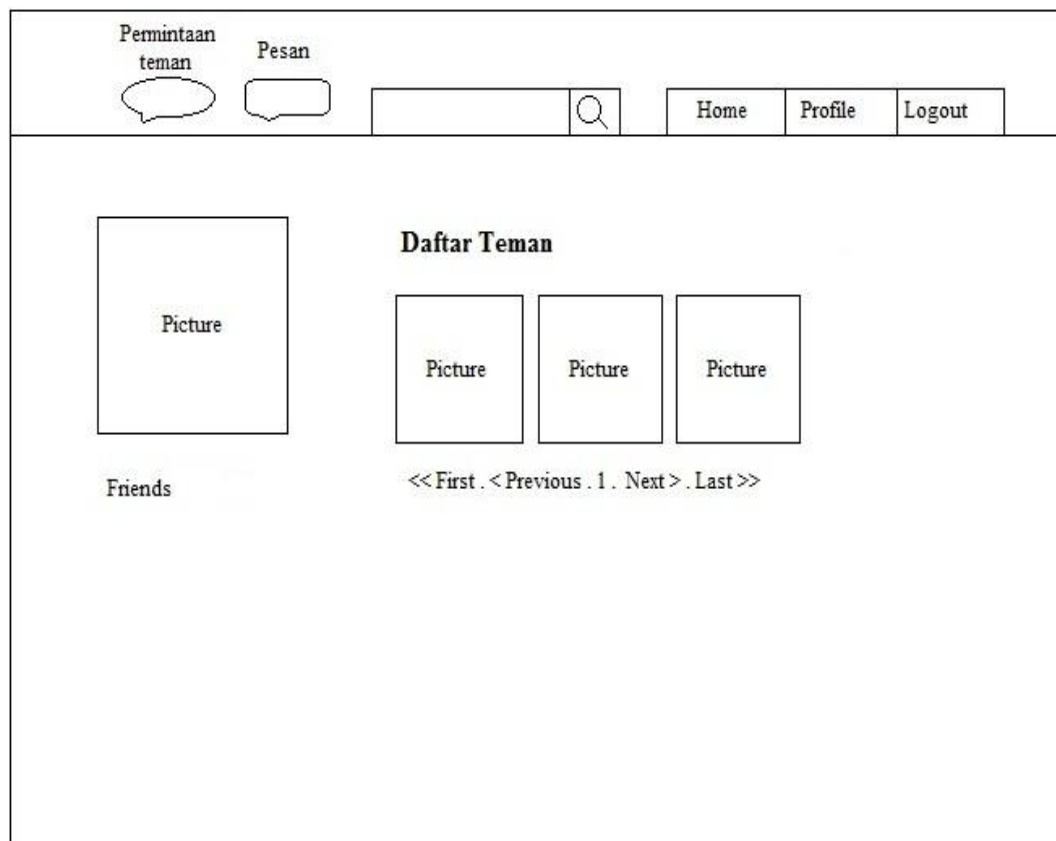 Permintaan
teman
Pesan
Home
Profile
Logout
Picture
Daftar Teman
Picture
Picture
Picture
Friends
<< First . < Previous . 1 . Next > . Last >>